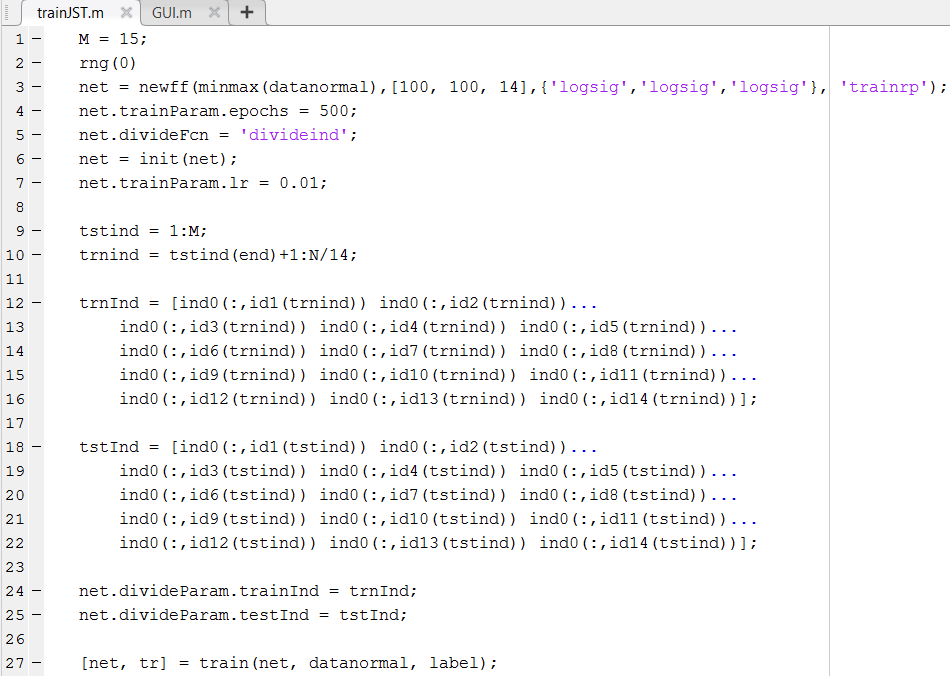 trainJST.m × GUI.m × +
1 – M = 15;
2 – rng(0)
3 – net = newff(minmax(datanormal),[100, 100, 14],{'logsig','logsig','logsig'}, 'trainrp');
4 – net.trainParam.epochs = 500;
5 – net.divideFcn = 'divideind';
6 – net = init(net);
7 – net.trainParam.lr = 0.01;
8
9 – tstind = 1:M;
10 – trnind = tstind(end)+1:N/14;
11
12 – trnInd = [ind0(:,id1(trnind)) ind0(:,id2(trnind))...
13 ind0(:,id3(trnind)) ind0(:,id4(trnind)) ind0(:,id5(trnind))...
14 ind0(:,id6(trnind)) ind0(:,id7(trnind)) ind0(:,id8(trnind))...
15 ind0(:,id9(trnind)) ind0(:,id10(trnind)) ind0(:,id11(trnind))...
16 ind0(:,id12(trnind)) ind0(:,id13(trnind)) ind0(:,id14(trnind))];
17
18 – tstInd = [ind0(:,id1(tstind)) ind0(:,id2(tstind))...
19 ind0(:,id3(tstind)) ind0(:,id4(tstind)) ind0(:,id5(tstind))...
20 ind0(:,id6(tstind)) ind0(:,id7(tstind)) ind0(:,id8(tstind))...
21 ind0(:,id9(tstind)) ind0(:,id10(tstind)) ind0(:,id11(tstind))...
22 ind0(:,id12(tstind)) ind0(:,id13(tstind)) ind0(:,id14(tstind))];
23
24 – net.divideParam.trainInd = trnInd;
25 – net.divideParam.testInd = tstInd;
26
27 – [net, tr] = train(net, datanormal, label);